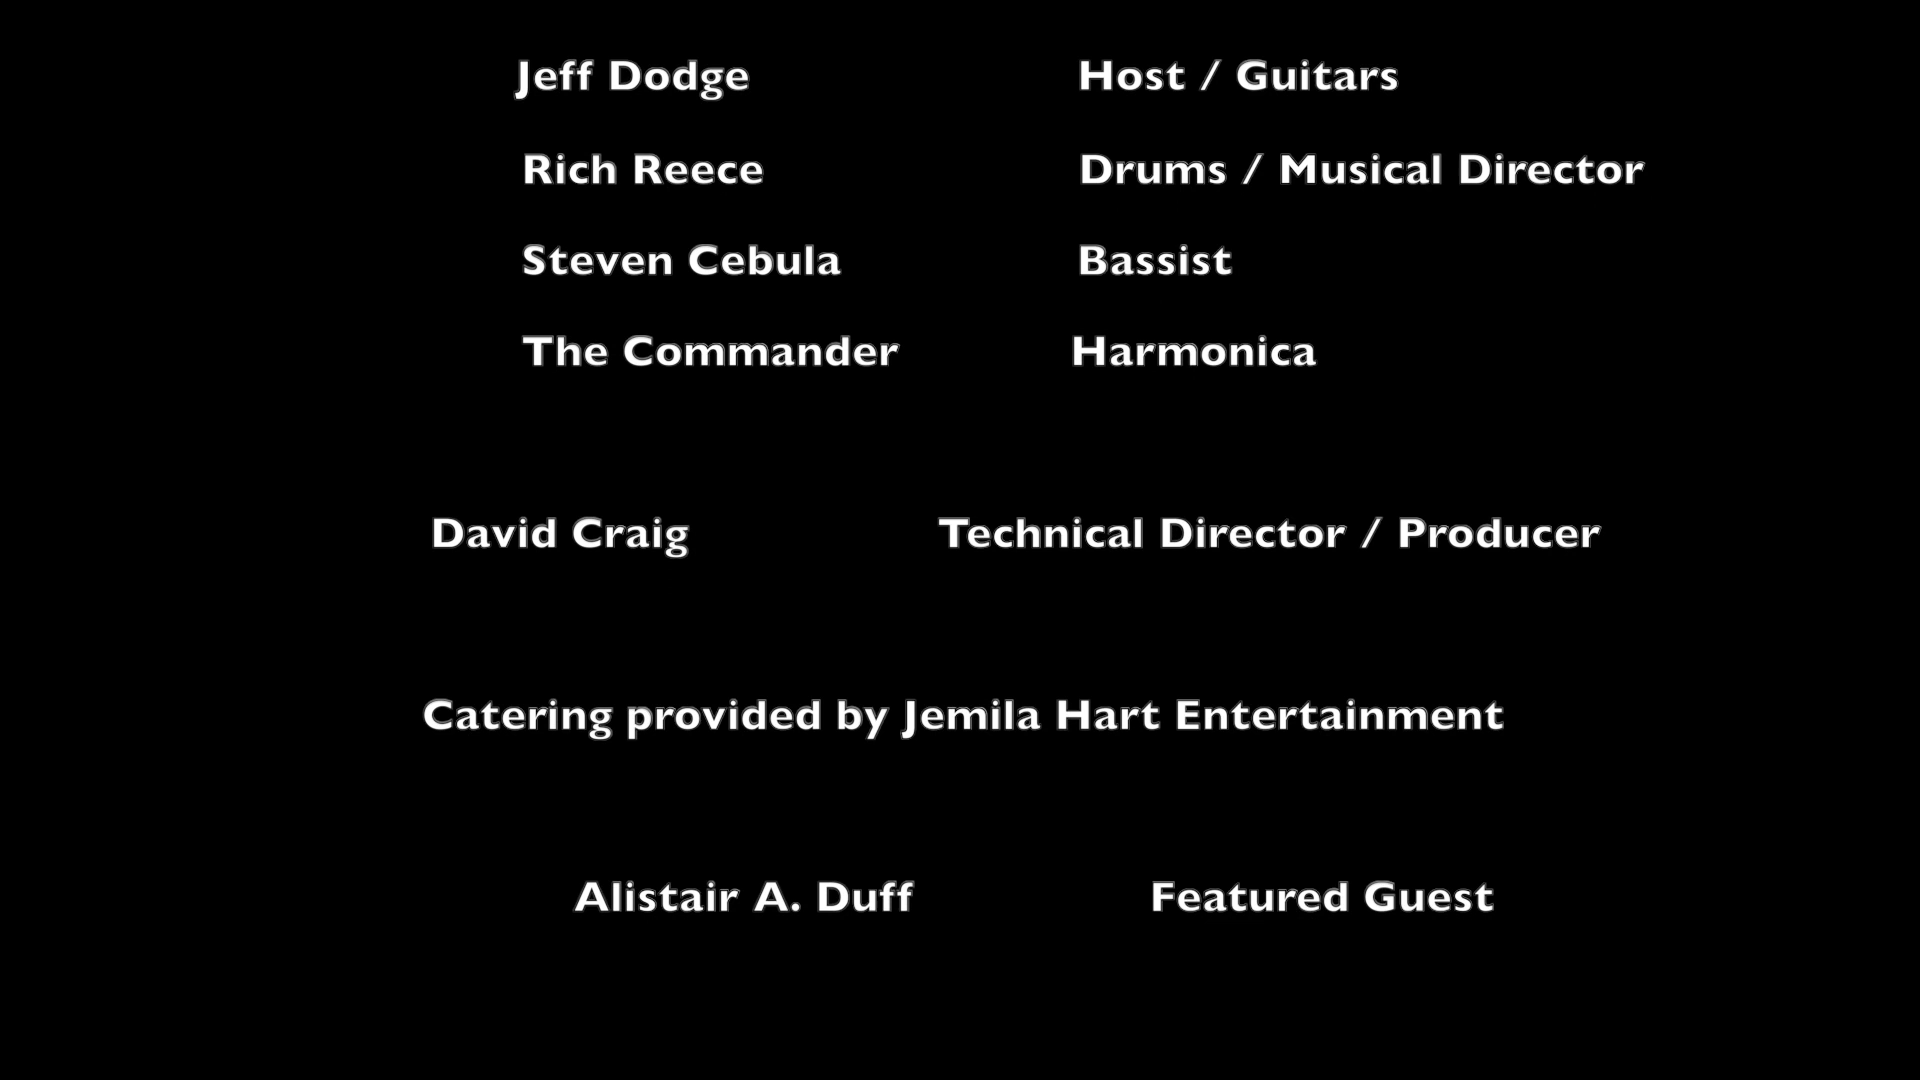 Jeff Dodge Host / Guitars
Rich Reece Drums / Musical Director
Steven Cebula Bassist
The Commander Harmonica
David Craig Technical Director / Producer
Catering provided by Jemila Hart Entertainment
Alistair A. Duff Featured Guest